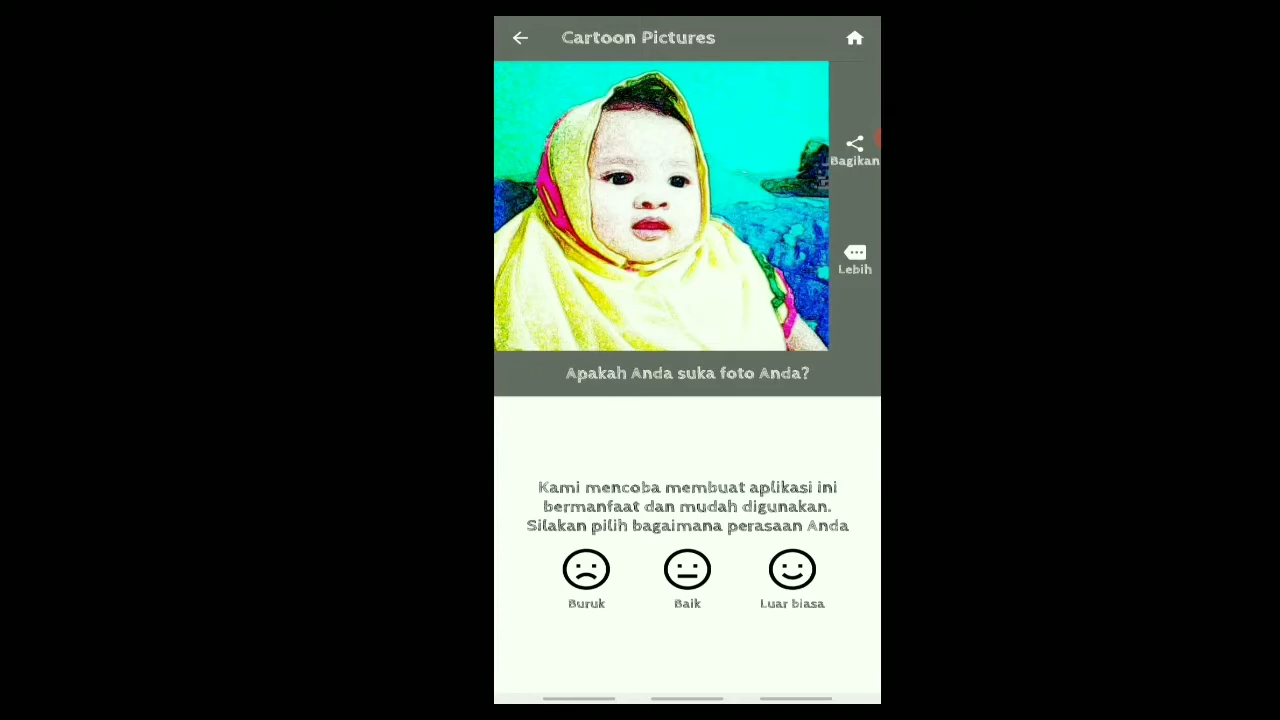 Cartoon Pictures
Bagikan
Lebih
Apakah Anda suka foto Anda?
Kami mencoba membuat aplikasi ini
bermanfaat dan mudah digunakan.
Silakan pilih bagaimana perasaan Anda
Buruk
Baik
Luar biasa